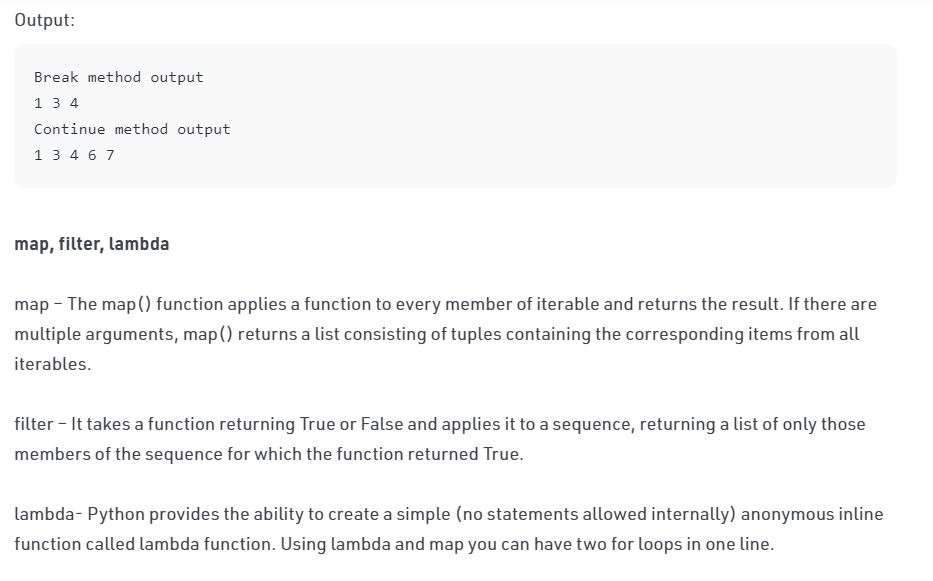 Output:
Break method output
1 3 4
Continue method output
1 3 4 6 7
map, filter, lambda
map – The map() function applies a function to every member of iterable and returns the result. If there are
multiple arguments, map() returns a list consisting of tuples containing the corresponding items from all
iterables.
filter – It takes a function returning True or False and applies it to a sequence, returning a list of only those
members of the sequence for which the function returned True.
lambda- Python provides the ability to create a simple (no statements allowed internally) anonymous inline
function called lambda function. Using lambda and map you can have two for loops in one line.